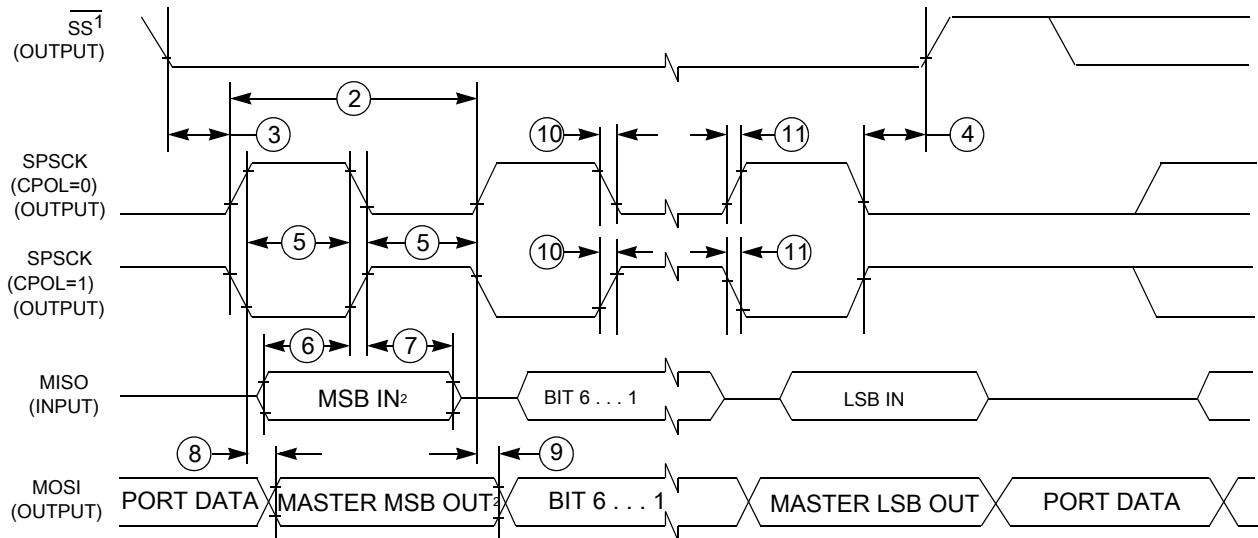 SS1
(OUTPUT)
2
3
10
11
4
SPSCK
(CPOL=0)
(OUTPUT)
5
5
SPSCK
(CPOL=1)
(OUTPUT)
10
11
6
7
MISO
(INPUT)
MSB IN2
BIT 6 . . . 1
LSB IN
8
9
MOSI
(OUTPUT)
PORT DATA
MASTER MSB OUT2
BIT 6 . . . 1
MASTER LSB OUT
PORT DATA